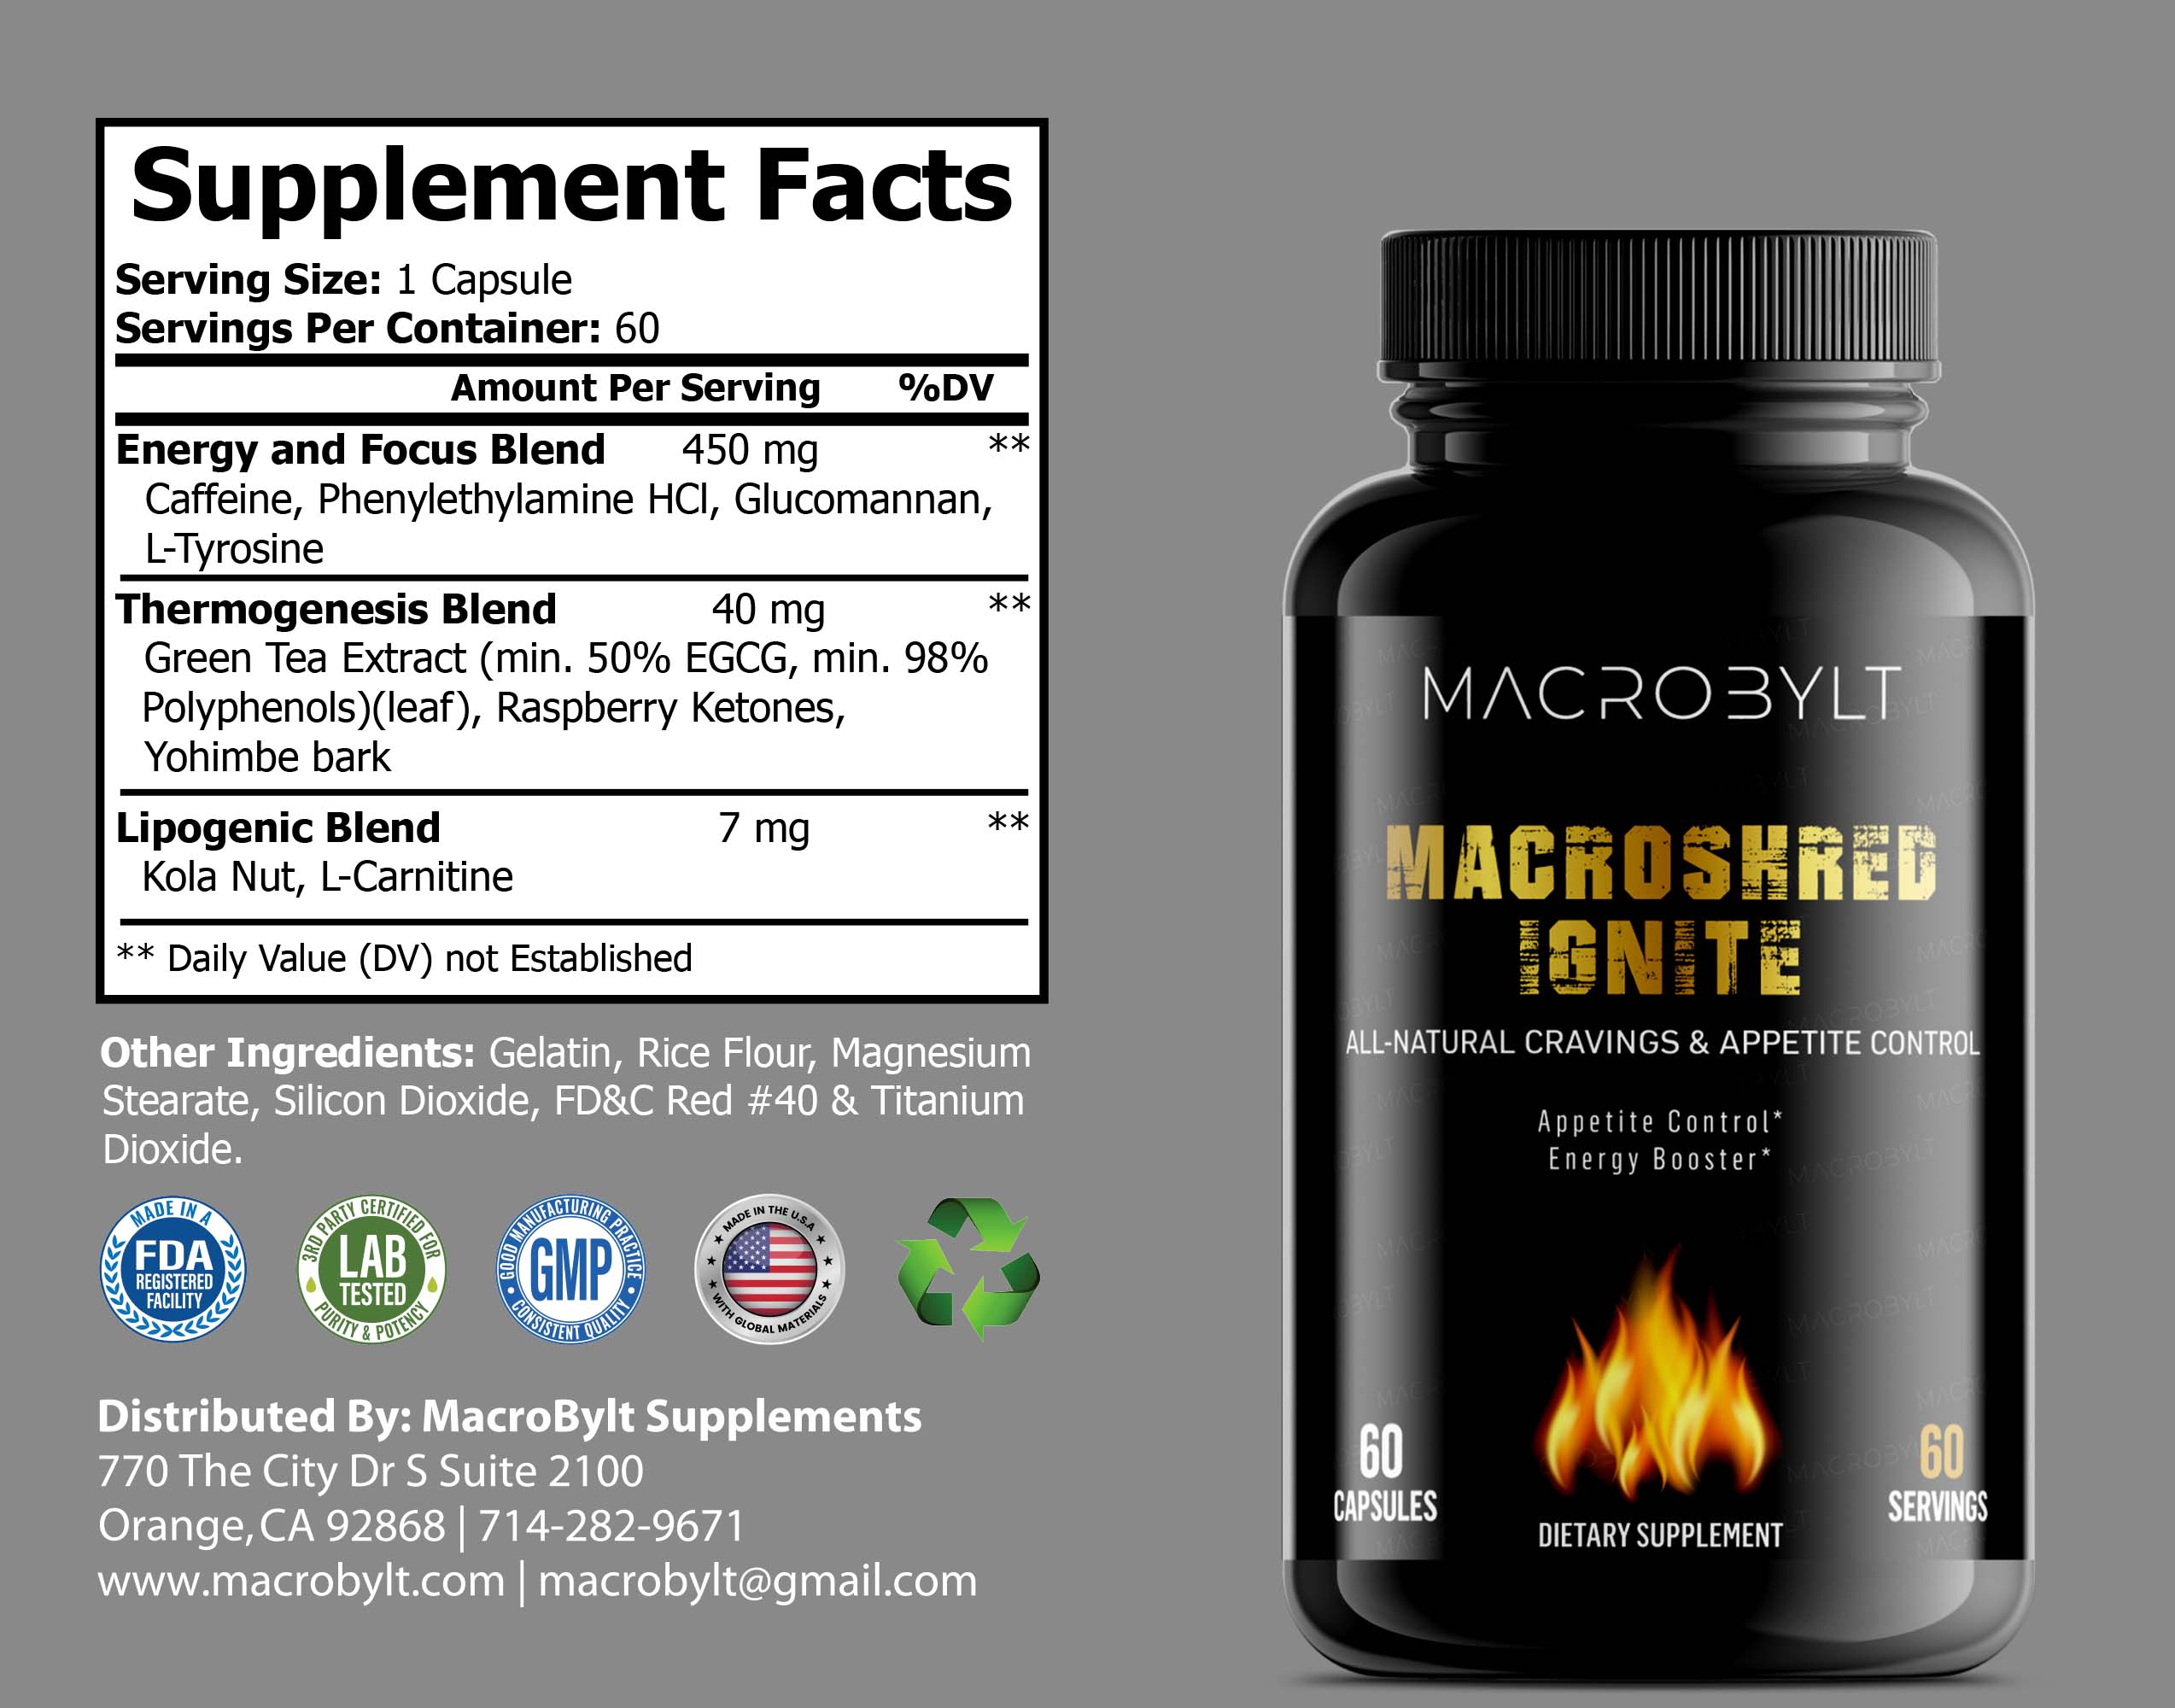 Supplement Facts
Serving Size: 1 Capsule
Servings Per Container: 60
Amount Per Serving %DV
Energy and Focus Blend 450 mg **
Caffeine, Phenylethylamine HCl, Glucomannan,
L-Tyrosine
Thermogenesis Blend 40 mg **
Green Tea Extract (min. 50% EGCG, min. 98%
Polyphenols)(leaf), Raspberry Ketones,
Yohimbe bark
Lipogenic Blend 7 mg **
Kola Nut, L-Carnitine
** Daily Value (DV) not Established
Other Ingredients: Gelatin, Rice Flour, Magnesium
Stearate, Silicon Dioxide, FD&C Red #40 & Titanium
Dioxide.
MADE IN A
FDA
REGISTERED
FACILITY
3RD PARTY CERTIFIED FOR
LAB
TESTED
PURITY & POTENCY
GOOD MANUFACTURING PRACTICE
GMP
CONSISTENT QUALITY
MADE IN THE U.S.A
WITH GLOBAL MATERIALS
Distributed By: MacroBylt Supplements
770 The City Dr S Suite 2100
Orange, CA 92868 | 714-282-9671
www.macrobylt.com | macrobylt@gmail.com
MACROBYLT
MACROSHRED
IGNITE
ALL-NATURAL CRAVINGS & APPETITE CONTROL
Appetite Control*
Energy Booster*
60
CAPSULES
60
SERVINGS
DIETARY SUPPLEMENT